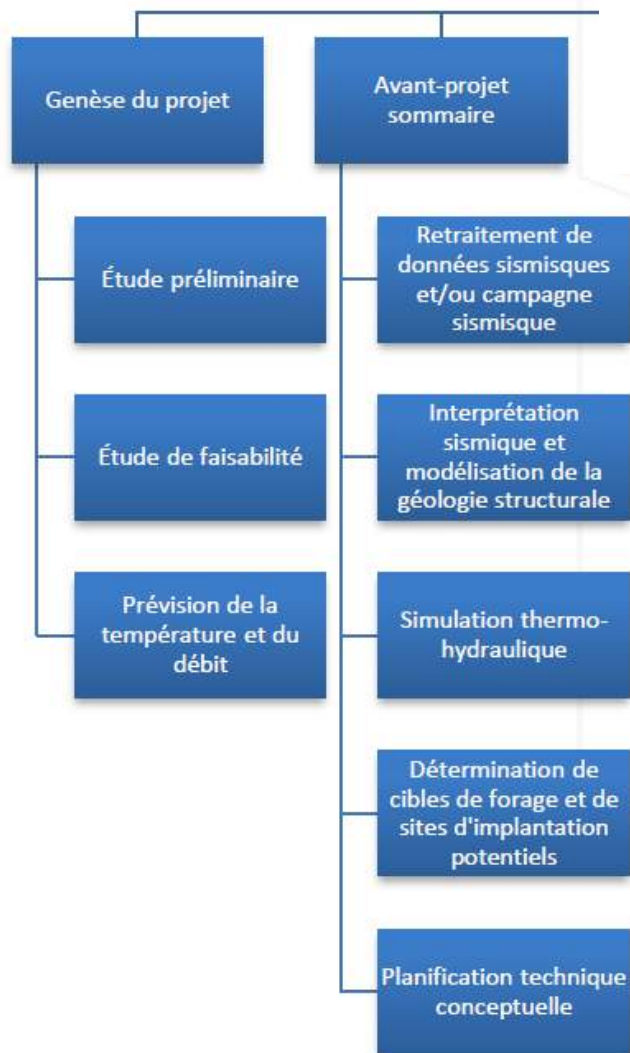 Genèse du projet
Étude préliminaire
Étude de faisabilité
Prévision de la
température et du
débit
Avant-projet
sommaire
Retraitement de
données sismiques
et/ou campagne
sismique
Interprétation
sismique et
modélisation de la
géologie structurale
Simulation thermo-
hydraulique
Détermination de
cibles de forage et de
sites d'implantation
potentiels
Planification technique
conceptuelle